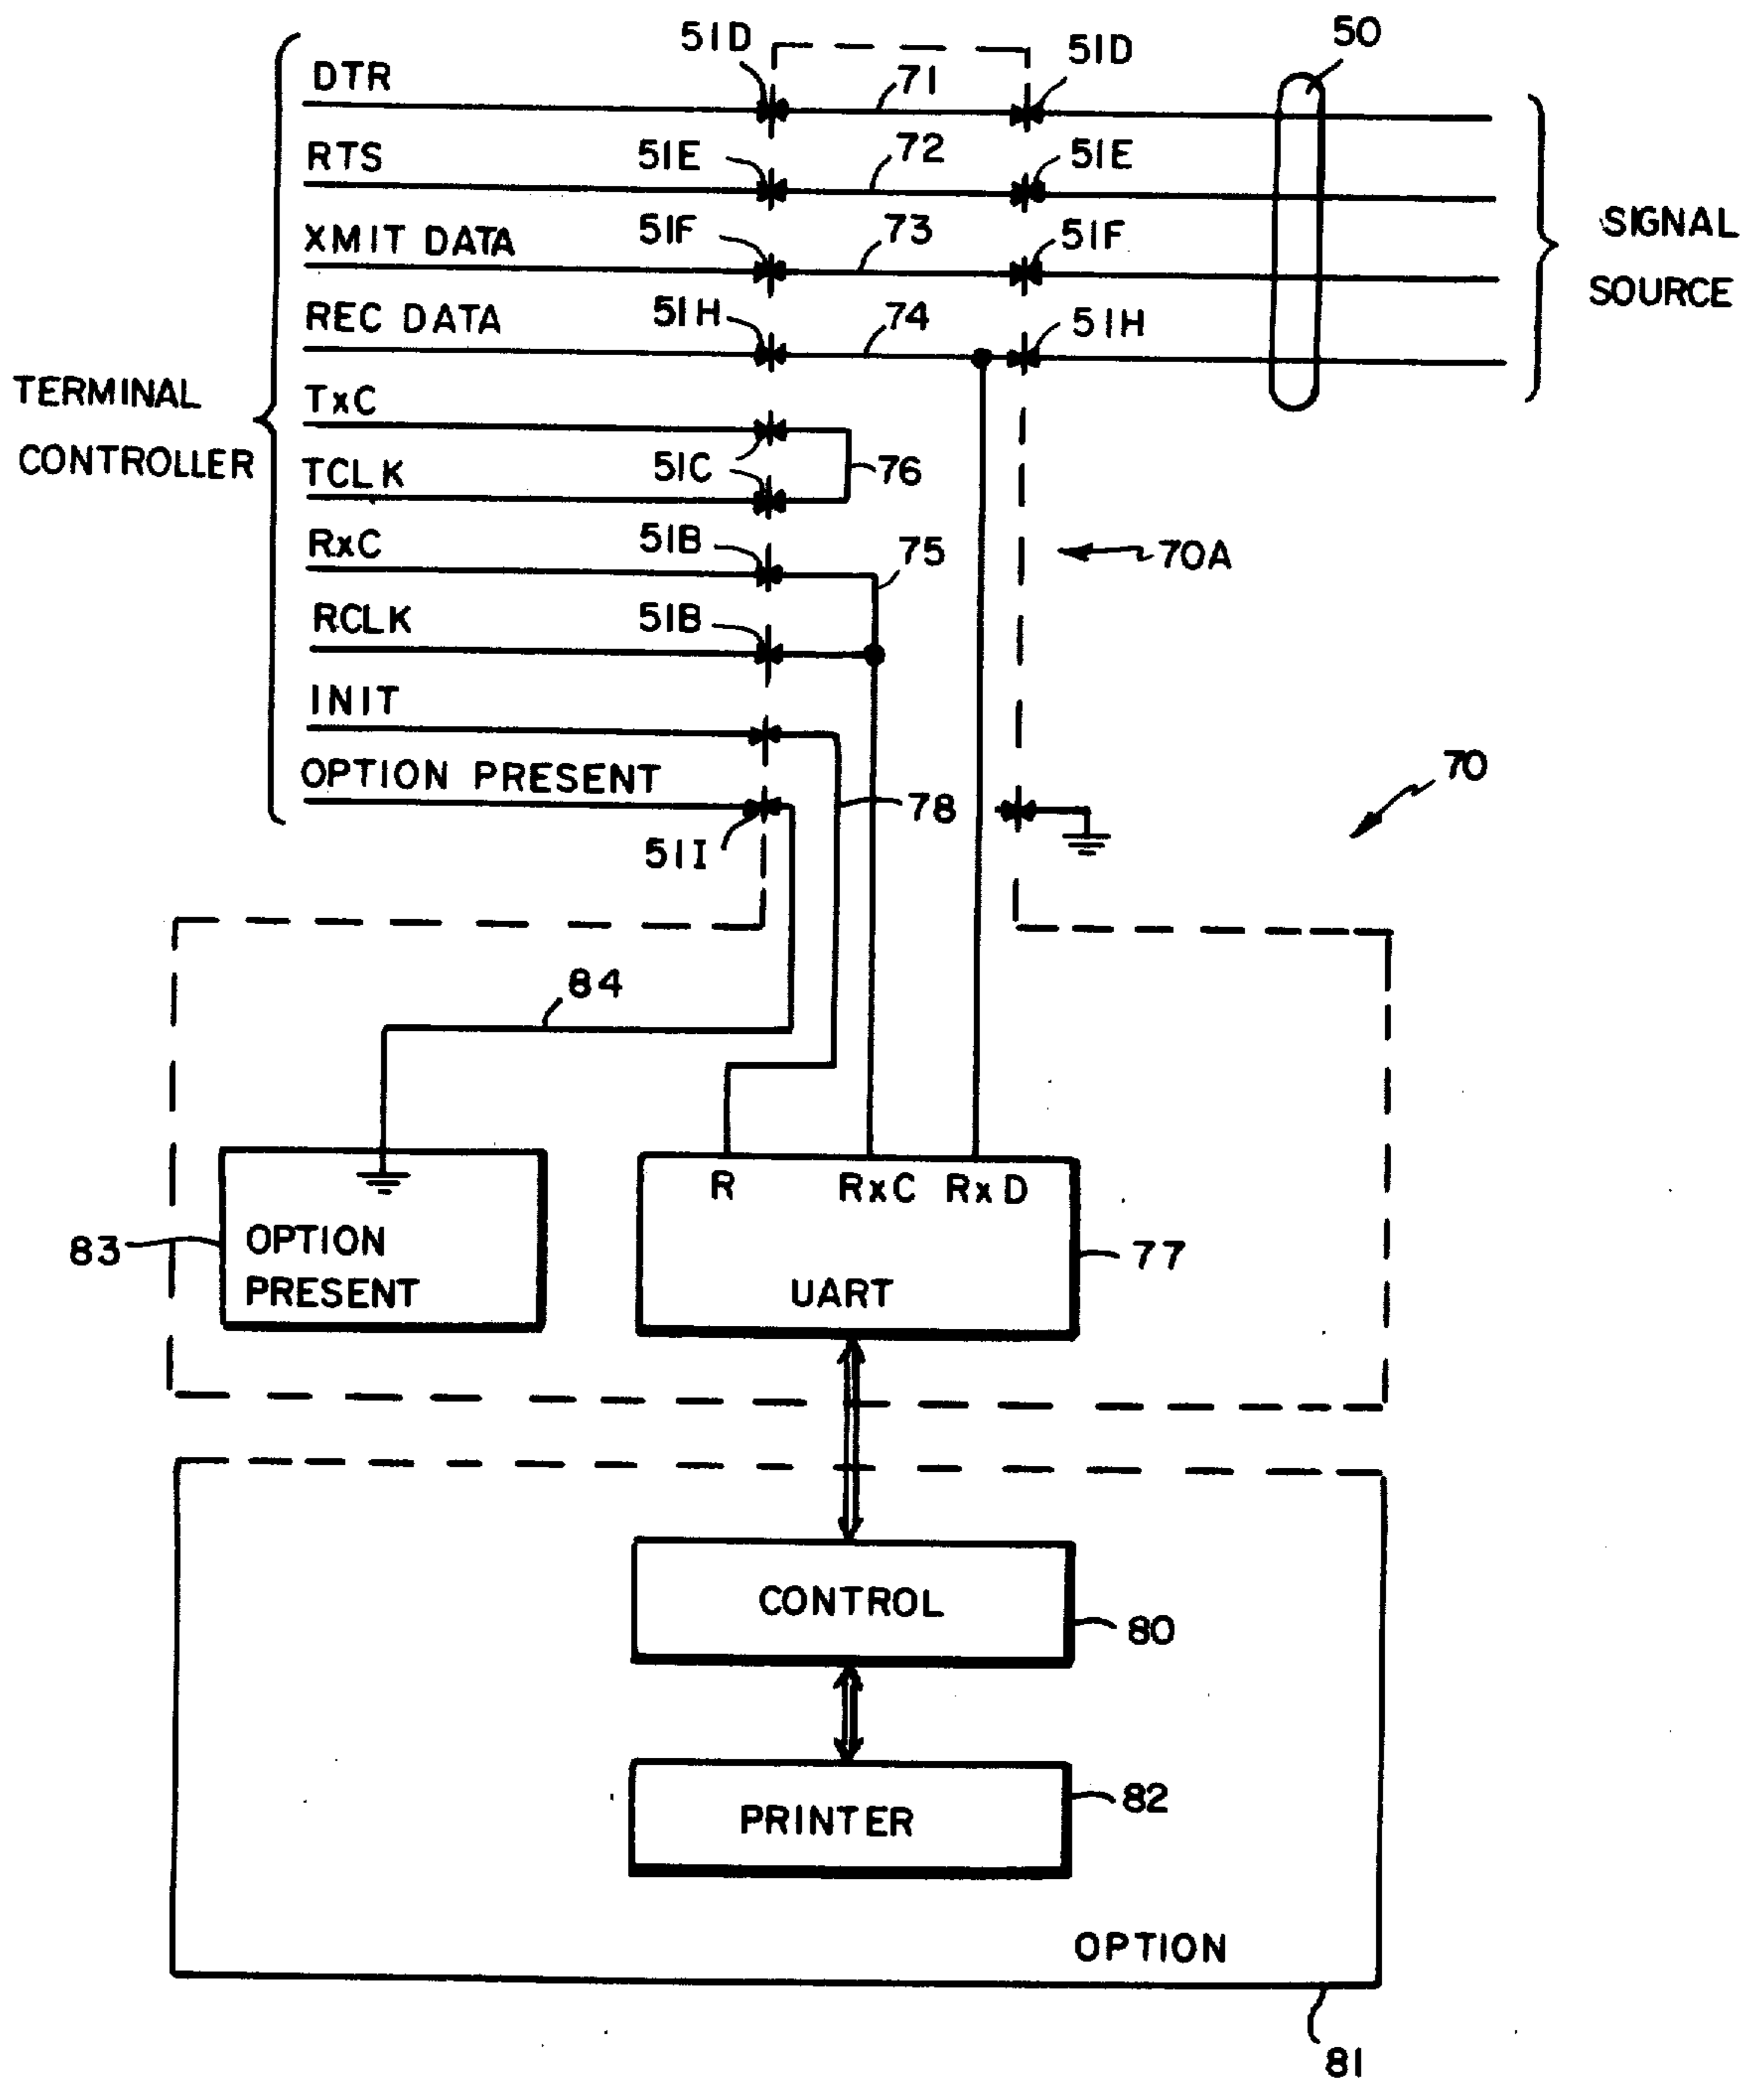 50
51D
51D
DTR
71
RTS
51E
72
51E
XMIT DATA
51F
73
51F
SIGNAL
SOURCE
REC DATA
51H
74
51H
TERMINAL
CONTROLLER
TxC
51C
76
TCLK
RxC
51B
75
70A
RCLK
51B
INIT
OPTION PRESENT
78
70
51I
84
R
RxC
RxD
83
OPTION
PRESENT
77
UART
CONTROL
80
PRINTER
82
OPTION
81